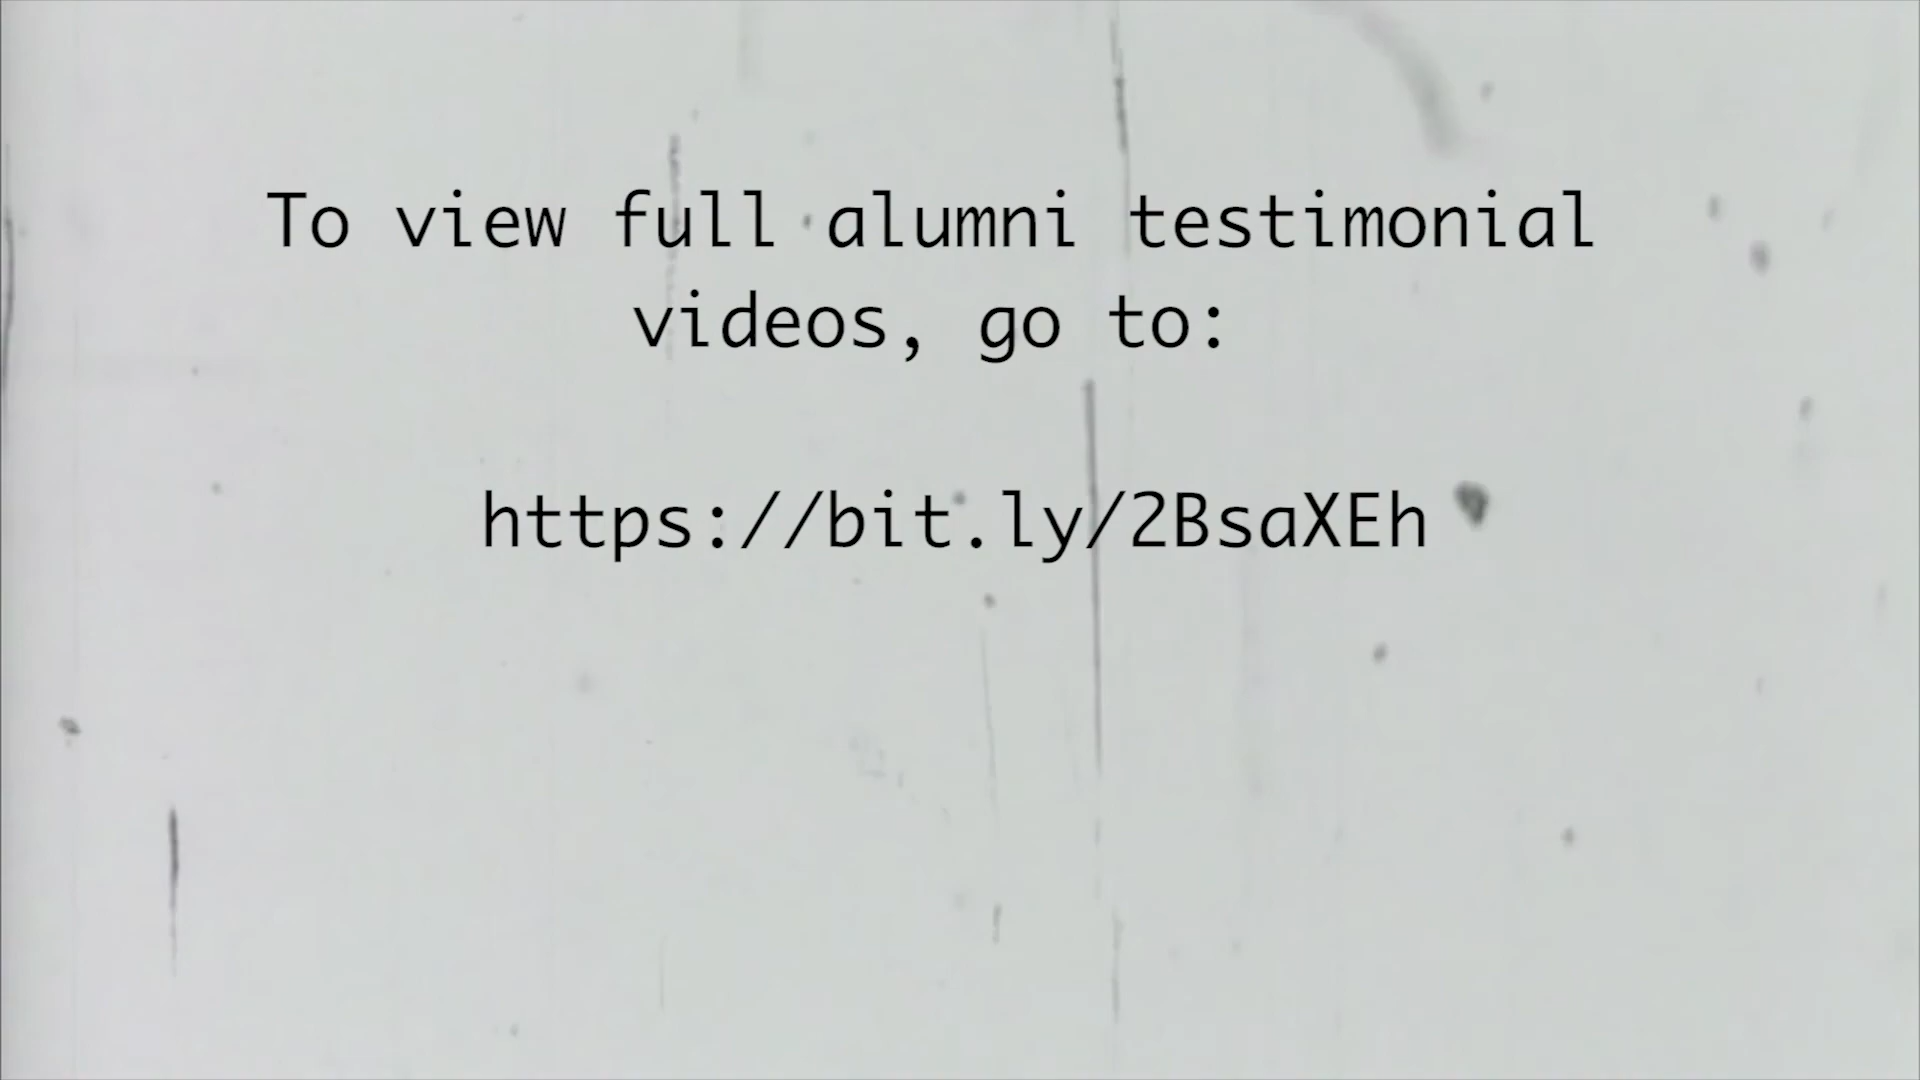 To view full alumni testimonial
videos, go to:
https://bit.ly/2BsaXEh